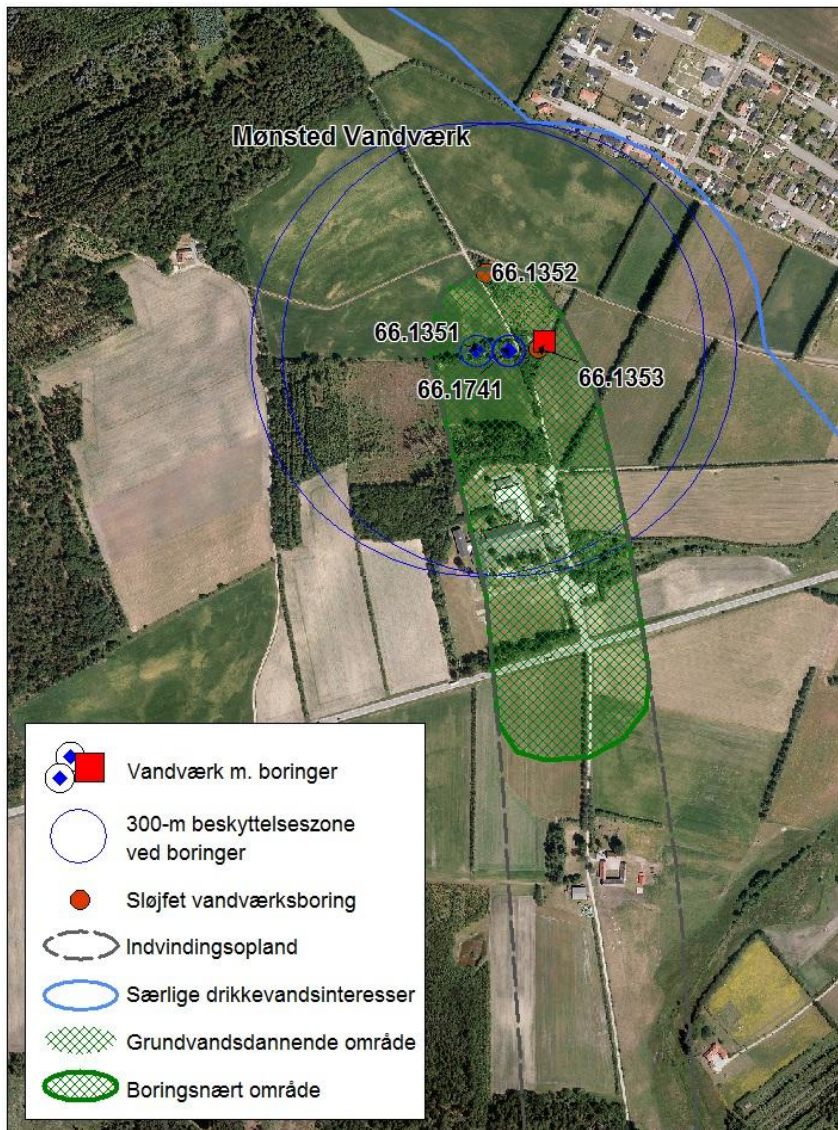 Mønsted Vandværk
66.1352
66.1351
66.1741
66.1353
Vandværk m. boringer
300-m beskyttelseszone
ved boringer
Sløjfet vandværksboring
Indvindingsopland
Særlige drikkevandsinteresser
Grundvandsdannende område
Boringsnært område